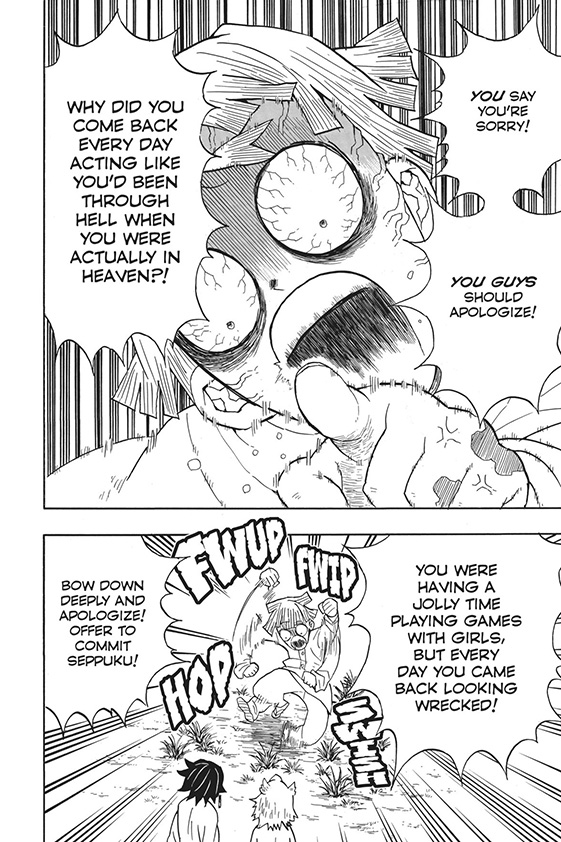 YOU SAY
YOU'RE
SORRY!
WHY DID YOU
COME BACK
EVERY DAY
ACTING LIKE
YOU'D BEEN
THROUGH
HELL WHEN
YOU WERE
ACTUALLY IN
HEAVEN?!
YOU GUYS
SHOULD
APOLOGIZE!
YOU WERE
HAVING A
JOLLY TIME
PLAYING GAMES
WITH GIRLS,
BUT EVERY
DAY YOU CAME
BACK LOOKING
WRECKED!
FWUP
FWIP
HOP
SWISH
BOW DOWN
DEEPLY AND
APOLOGIZE!
OFFER TO
COMMIT
SEPPUKU!